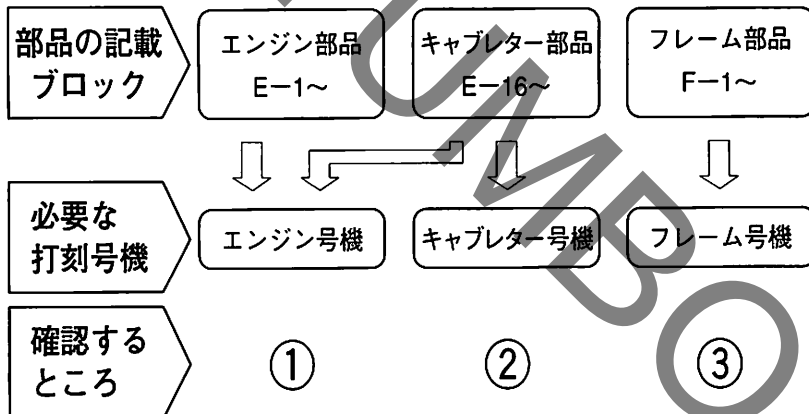 部品の記載
ブロック
エンジン部品
E－1～
キャブレター部品
E－16～
フレーム部品
F－1～
必要な
打刻号機
エンジン号機
キャブレター号機
フレーム号機
確認する
ところ
①
②
③
UMBO